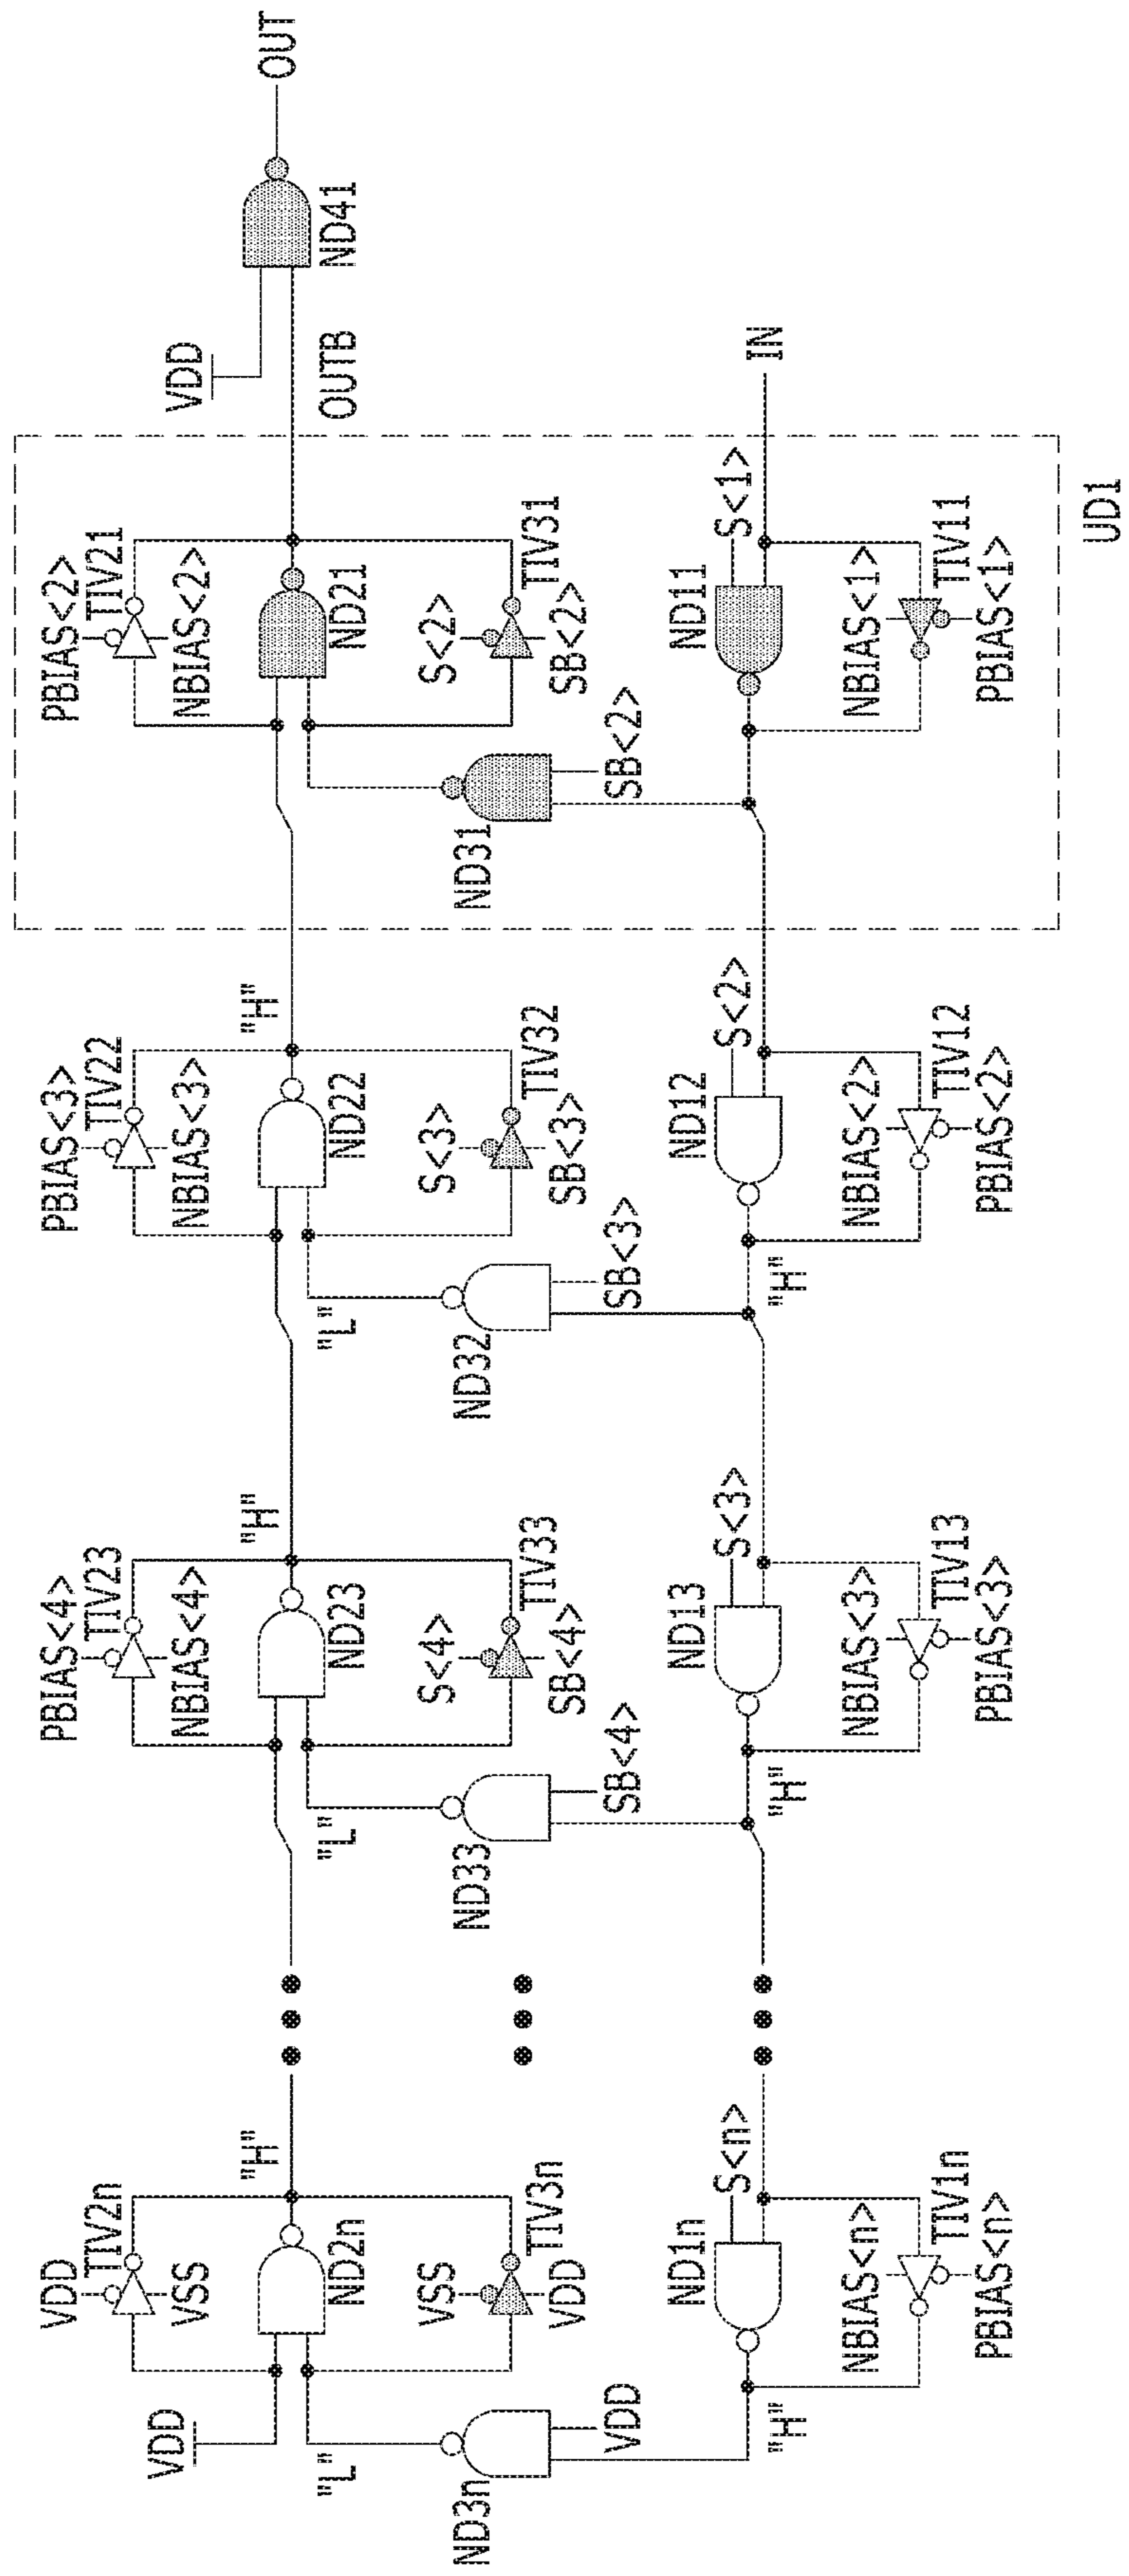 VDD PBIAS<4> PBIAS<3> PBIAS<2>
TIV2n TIV23 TIV22 TIV21
VDD VSS NBIAS<4> NBIAS<3> NBIAS<2> VDD
"H" "H" "H" OUT
"L" ND2n "L" ND23 "L" ND22 ND21 OUTB ND41
VSS S<4> S<3> S<2>
ND3n ND33 ND32 ND31
TIV3n TIV33 TIV32 TIV31
VDD SB<4> SB<3> SB<2>
VDD SB<4> SB<3> SB<2>
ND1n ND13 ND12 ND11
S<n> S<3> S<2> S<1>
IN
"H" "H" "H"
NBIAS<n> NBIAS<3> NBIAS<2> NBIAS<1>
TIV1n TIV13 TIV12 TIV11
PBIAS<n> PBIAS<3> PBIAS<2> PBIAS<1>
UD1